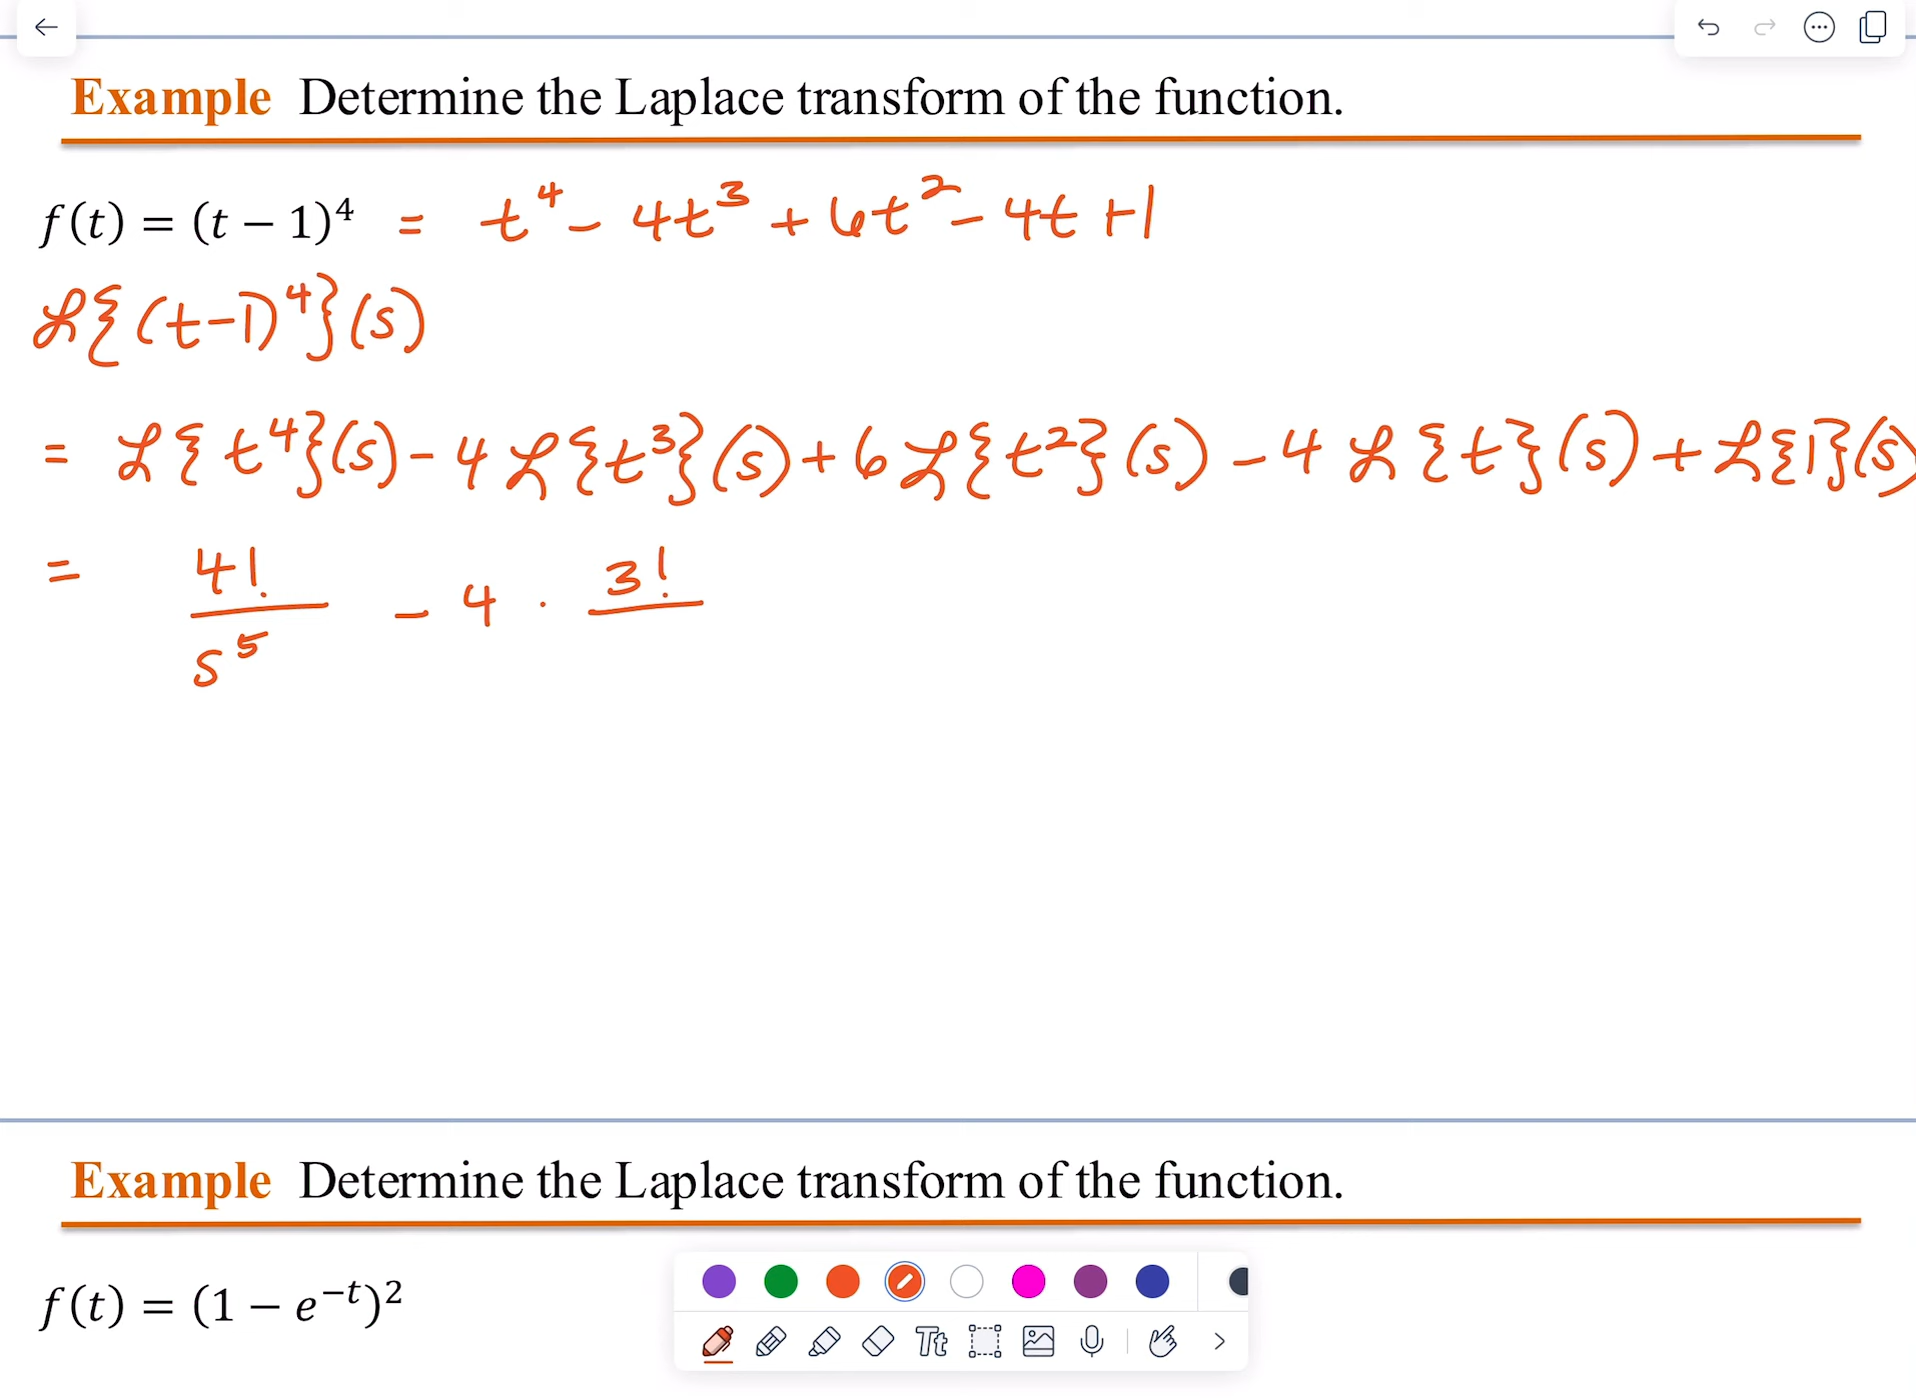 Example Determine the Laplace transform of the function.
f(t) = (t − 1)⁴ = t⁴ − 4t³ + 6t² − 4t + 1
ℒ{(t−1)⁴}(s)
= ℒ{t⁴}(s) − 4ℒ{t³}(s) + 6ℒ{t²}(s) − 4ℒ{t}(s) + ℒ{1}(s)
= 4!/s⁵ − 4 · 3!/
Example Determine the Laplace transform of the function.
f(t) = (1 − e⁻ᵗ)²
Tt